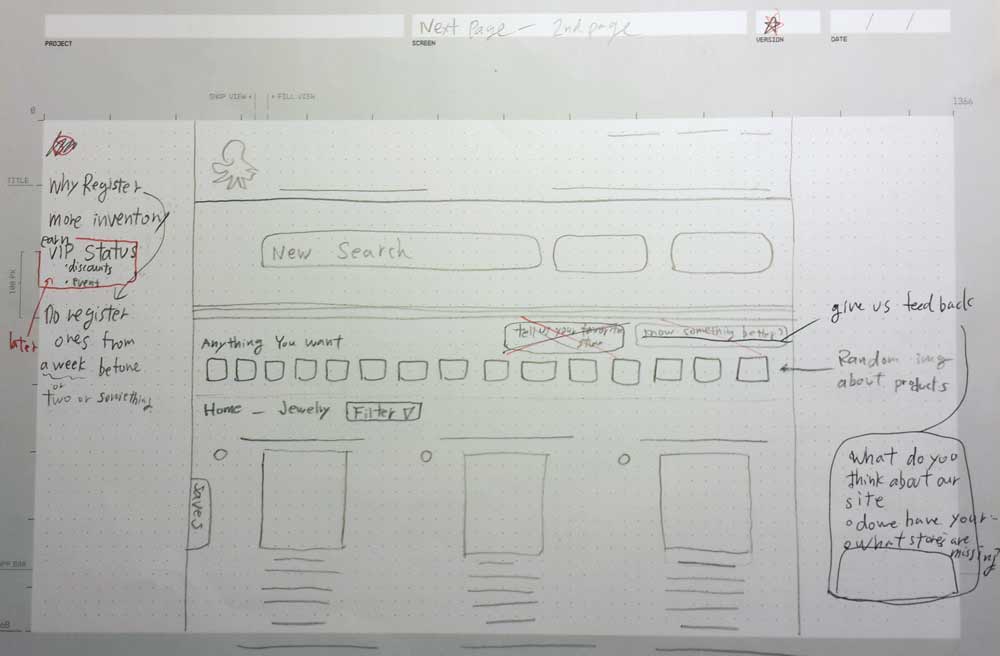 PROJECT
Next Page - 2nd page
SCREEN
VERSION
/ /
DATE
0
FILL VIEW
1366
TITLE
Why Register
more inventory
earn
VIP Status
• discounts
• event
later
Do register
ones from
a week before
or
two or something
100 PX
New Search
Anything You want
tell us your favorite
store
know something better?
give us feed back
Random img
about products
Home - Jewelry Filter
Saves
What do you
think about our
site
o do we have your -
o what stores are
missing?
APP BAR